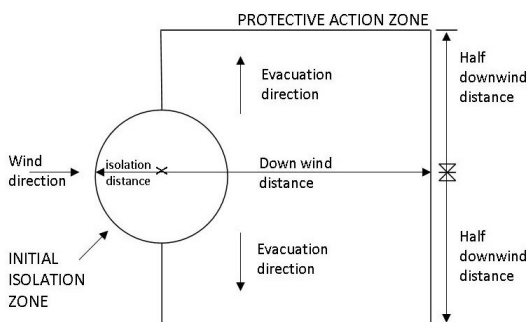 PROTECTIVE ACTION ZONE
Evacuation
direction
Half
downwind
distance
Wind
direction
isolation
distance
Down wind
distance
INITIAL
ISOLATION
ZONE
Evacuation
direction
Half
downwind
distance